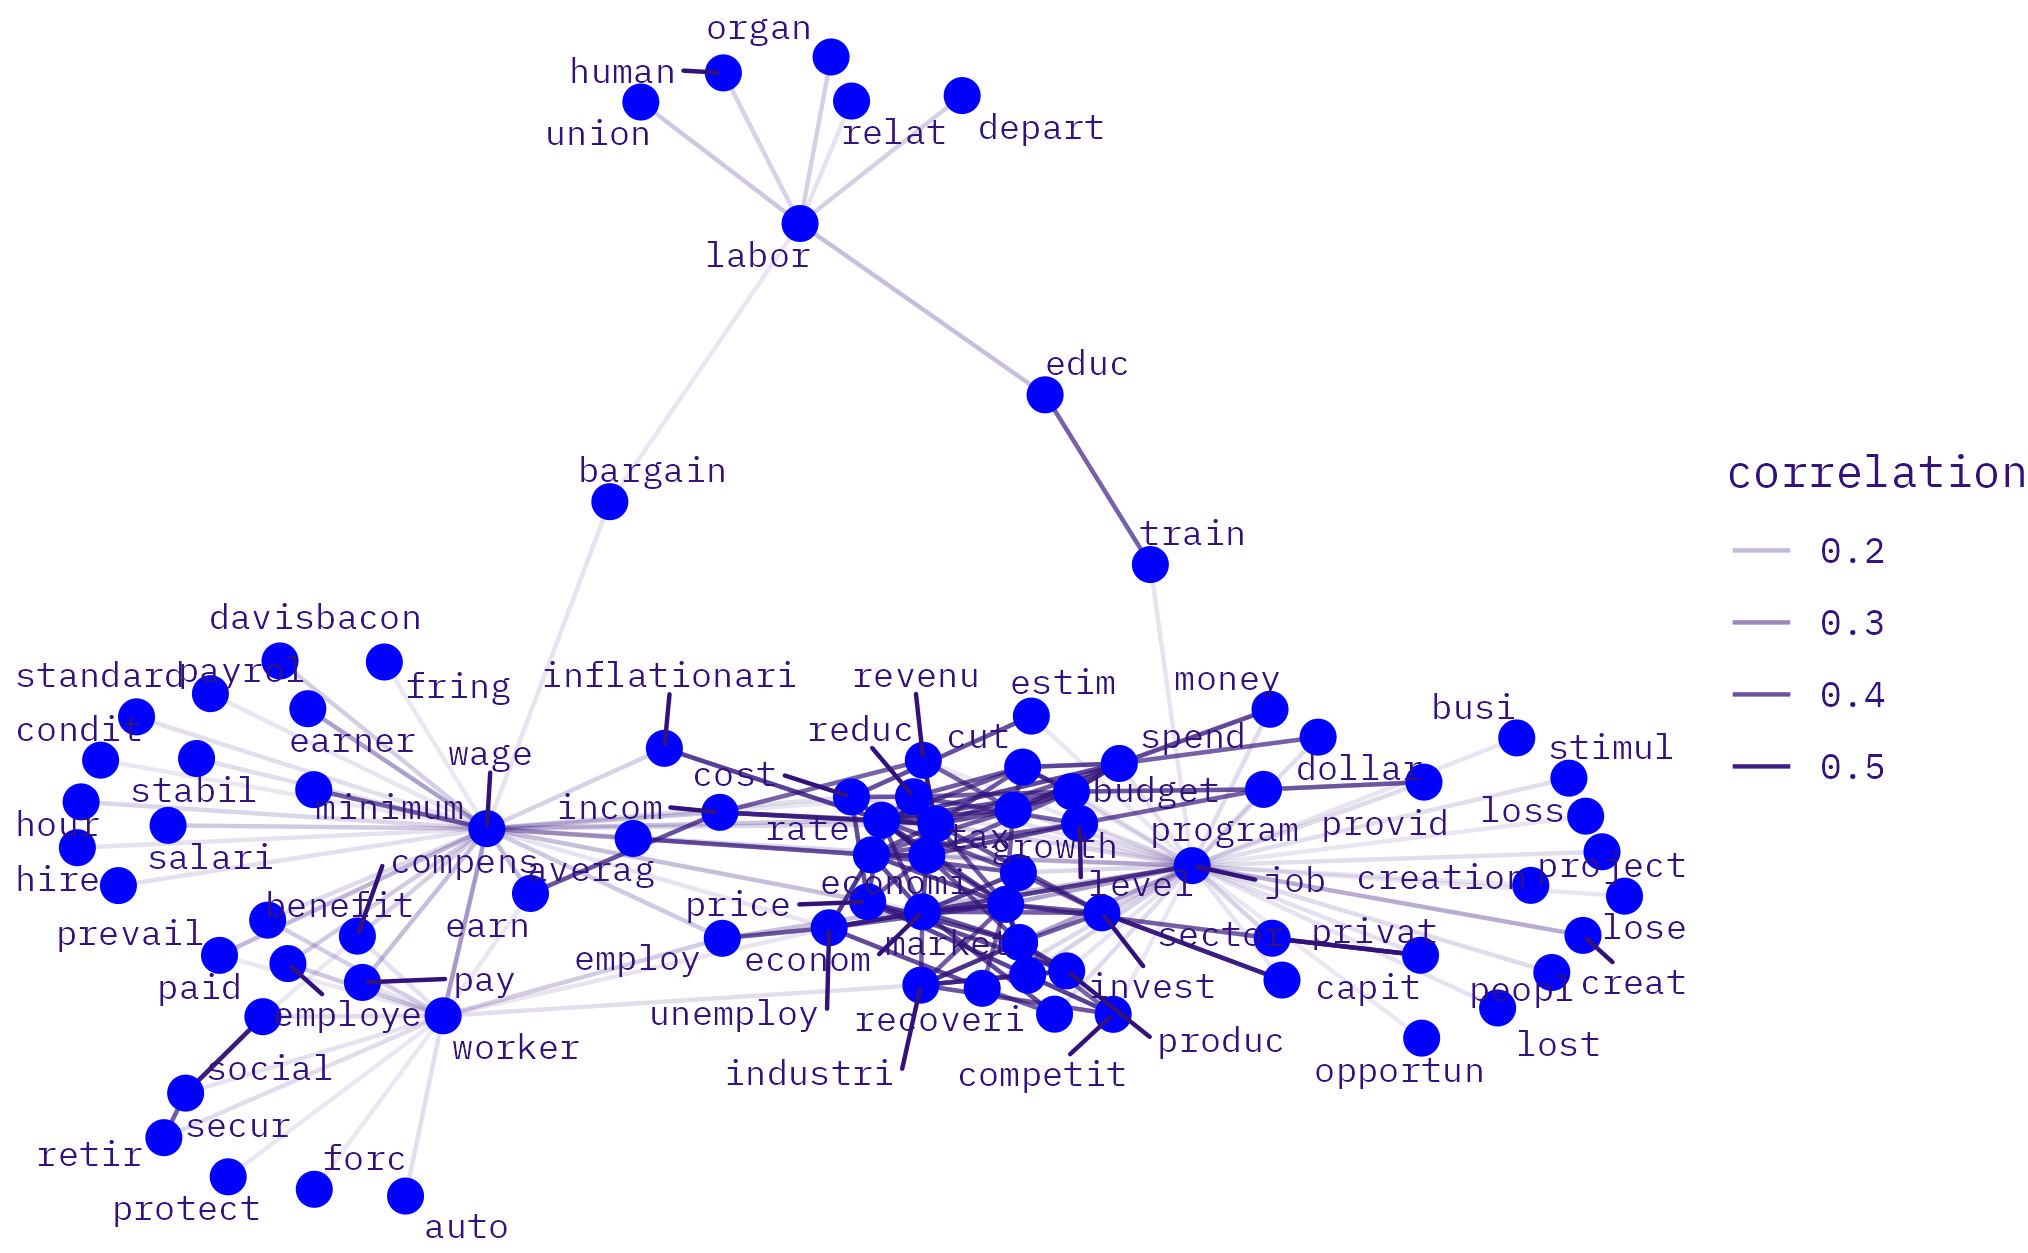 organ
human
union
relat
depart
labor
educ
bargain
train
correlation
0.2
0.3
0.4
0.5
davisbacon
standard
payrol
fring
inflationari
revenu
estim
money
busi
condit
earner
wage
reduc
cut
spend
stimul
stabil
minimum
cost
incom
budget
dollar
loss
hour
salari
rate
tax
growth
program
provid
hire
compens
averag
economi
level
job
creation
project
benefit
earn
price
prevail
employ
econom
market
sector
privat
lose
paid
pay
invest
capit
peopl
creat
employe
unemploy
recoveri
produc
lost
worker
social
industri
competit
opportun
secur
retir
forc
protect
auto